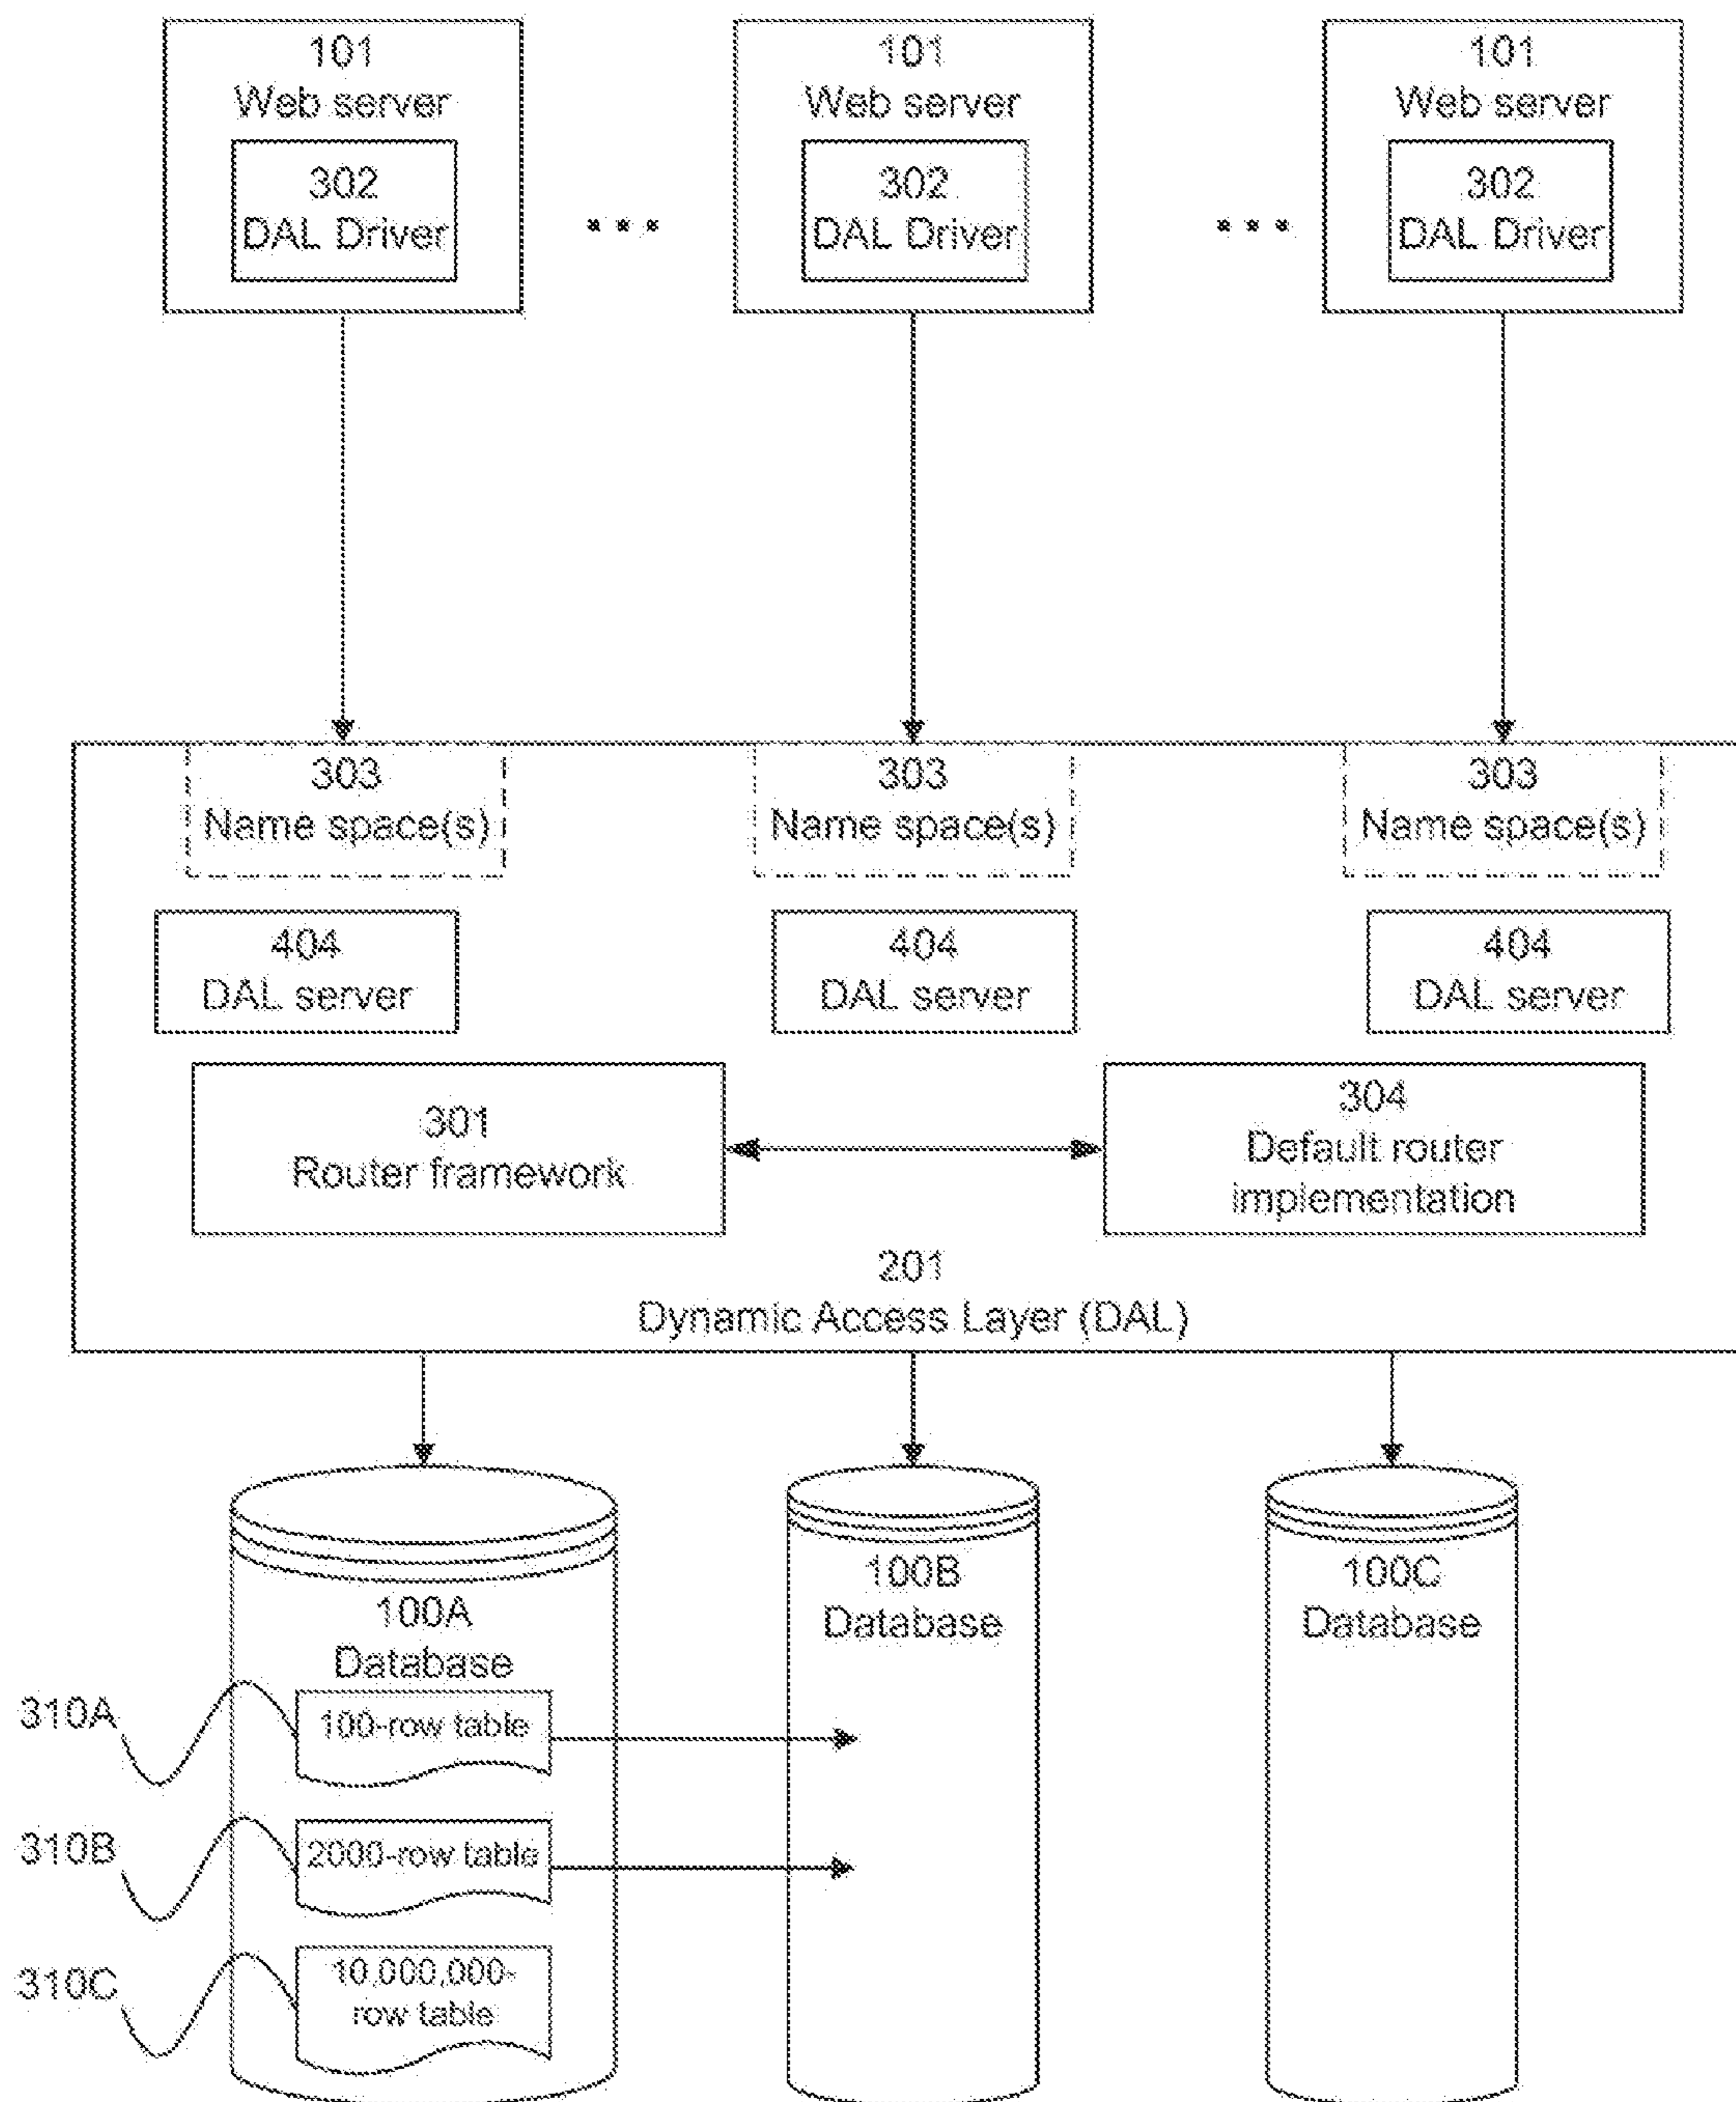 101
Web server
302
DAL Driver
101
Web server
302
DAL Driver
101
Web server
302
DAL Driver
...
...
303
Name space(s)
303
Name space(s)
303
Name space(s)
404
DAL server
404
DAL server
404
DAL server
301
Router framework
304
Default router
implementation
201
Dynamic Access Layer (DAL)
100A
Database
100B
Database
100C
Database
310A
100-row table
310B
2000-row table
310C
10,000,000-
row table